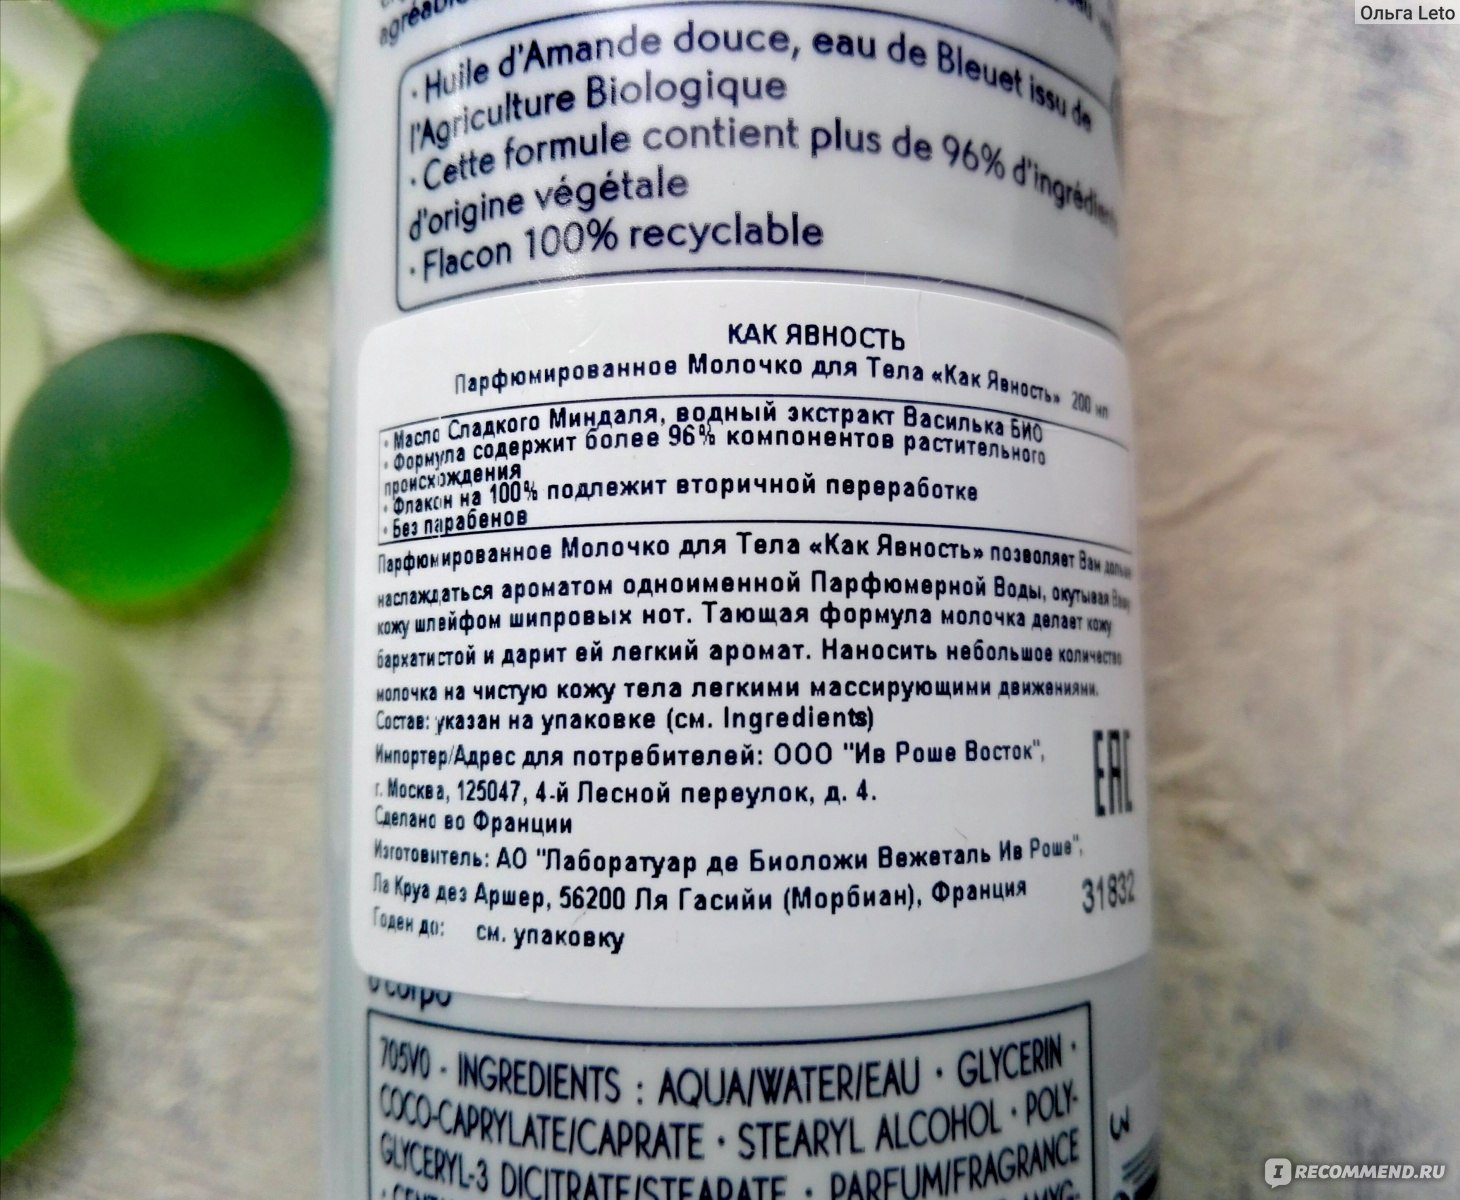 Ольга Leto
· Huile d'Amande douce, eau de Bleuet issu de
l'Agriculture Biologique
· Cette formule contient plus de 96% d'ingrédients
d'origine végétale
· Flacon 100% recyclable
КАК ЯВНОСТЬ
Парфюмированное Молочко для Тела «Как Явность» 200 мл
· Масло Сладкого Миндаля, водный экстракт Василька БИО
· Формула содержит более 96% компонентов растительного
происхождения
· Флакон на 100% подлежит вторичной переработке
· Без парабенов
Парфюмированное Молочко для Тела «Как Явность» позволяет Вам дольше
наслаждаться ароматом одноименной Парфюмерной Воды, окутывая Вашу
кожу шлейфом шипровых нот. Тающая формула молочка делает кожу
бархатистой и дарит ей легкий аромат. Наносить небольшое количество
молочка на чистую кожу тела легкими массирующими движениями.
Состав: указан на упаковке (см. Ingredients)
Импортер/Адрес для потребителей: ООО "Ив Роше Восток",
г. Москва, 125047, 4-й Лесной переулок, д. 4.
EAC
Сделано во Франции
Изготовитель: АО "Лаборатуар де Биоложи Вежеталь Ив Роше",
Ла Круа дез Аршер, 56200 Ля Гасийи (Морбиан), Франция
31832
Годен до: см. упаковку
o corpo
705V0 · INGREDIENTS : AQUA/WATER/EAU · GLYCERIN ·
COCO-CAPRYLATE/CAPRATE · STEARYL ALCOHOL · POLY-
GLYCERYL-3 DICITRATE/STEARATE · PARFUM/FRAGRANCE
IRECOMMEND.RU